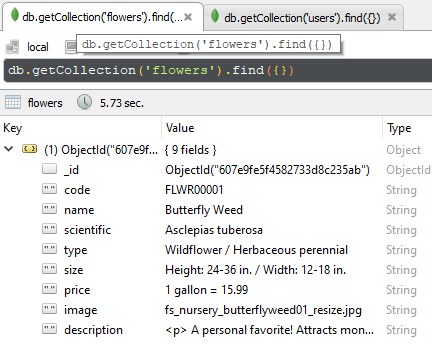 db.getCollection('flowers').find(... db.getCollection('users').find({})
local
db.getCollection('flowers').find({})
db.getCollection('flowers').find({})
flowers 5.73 sec.
Key Value Type
(1) ObjectId("607e9f... { 9 fields } Object
_id ObjectId("607e9fe5f4582733d8c235ab") ObjectId
code FLWR00001 String
name Butterfly Weed String
scientific Asclepias tuberosa String
type Wildflower / Herbaceous perennial String
size Height: 24-36 in. / Width: 12-18 in. String
price 1 gallon = 15.99 String
image fs_nursery_butterflyweed01_resize.jpg String
description <p> A personal favorite! Attracts mon... String